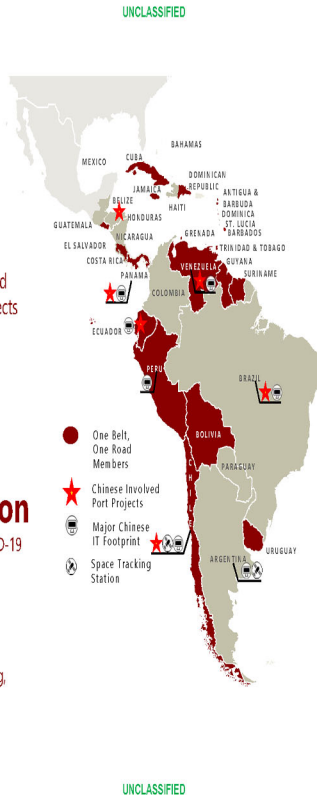 UNCLASSIFIED
BAHAMAS
MEXICO
CUBA
DOMINICAN
REPUBLIC
JAMAICA
HAITI
ANTIGUA &
BARBUDA
DOMINICA
ST. LUCIA
BARBADOS
BELIZE
HONDURAS
GUATEMALA
NICARAGUA
GRENADA
EL SALVADOR
TRINIDAD & TOBAGO
COSTA RICA
VENEZUELA
GUYANA
SURINAME
PANAMA
d
COLOMBIA
ects
ECUADOR
PERU
BRAZIL
One Belt,
One Road
Members
BOLIVIA
PARAGUAY
CHILE
Chinese Involved
Port Projects
on
Major Chinese
IT Footprint
D-19
URUGUAY
ARGENTINA
Space Tracking
Station
g,
UNCLASSIFIED